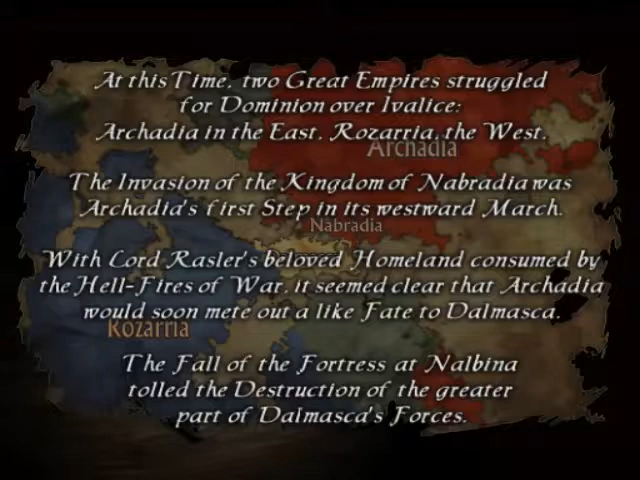 At this Time, two Great Empires struggled
for Dominion over Ivalice:
Archadia in the East, Rozarria, the West.
Archadia
The Invasion of the Kingdom of Nabradia was
Archadia's first Step in its westward March.
Nabradia
With Lord Rasler's beloved Homeland consumed by
the Hell-Fires of War, it seemed clear that Archadia
would soon mete out a like Fate to Dalmasca.
Rozarria
The Fall of the Fortress at Nalbina
tolled the Destruction of the greater
part of Dalmasca's Forces.